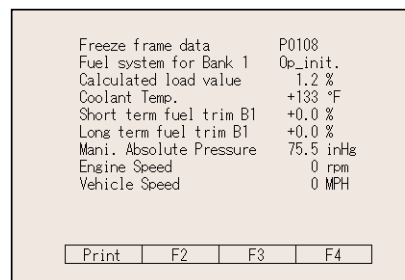 Freeze frame data P0108
Fuel system for Bank 1 Op_init.
Calculated load value 1.2 %
Coolant Temp. +133 °F
Short term fuel trim B1 +0.0 %
Long term fuel trim B1 +0.0 %
Mani. Absolute Pressure 75.5 inHg
Engine Speed 0 rpm
Vehicle Speed 0 MPH
Print F2 F3 F4